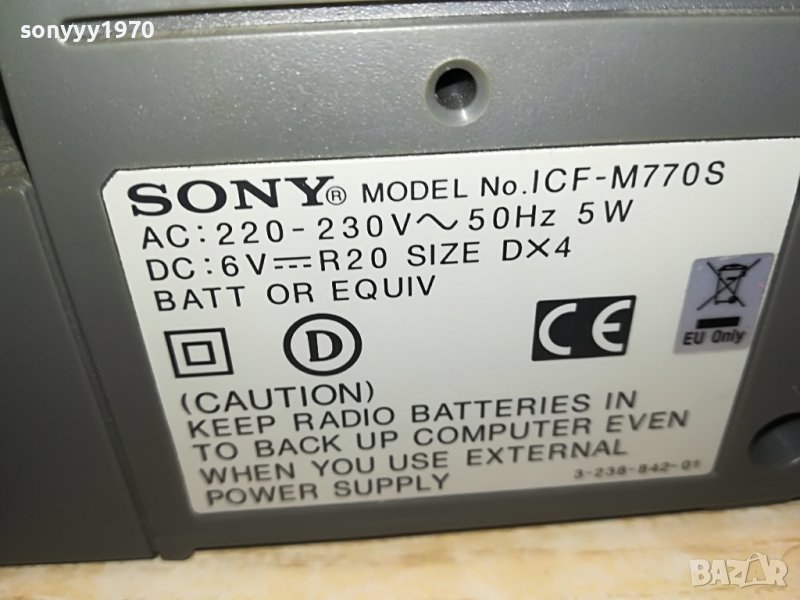 sonyyy1970
SONY® MODEL No. ICF-M770S
AC: 220-230V～50Hz 5W
DC: 6V⎓R20 SIZE D×4
BATT OR EQUIV
D
CE
EU Only
(CAUTION)
KEEP RADIO BATTERIES IN
TO BACK UP COMPUTER EVEN
WHEN YOU USE EXTERNAL
POWER SUPPLY
3-238-842-01
BAZAR